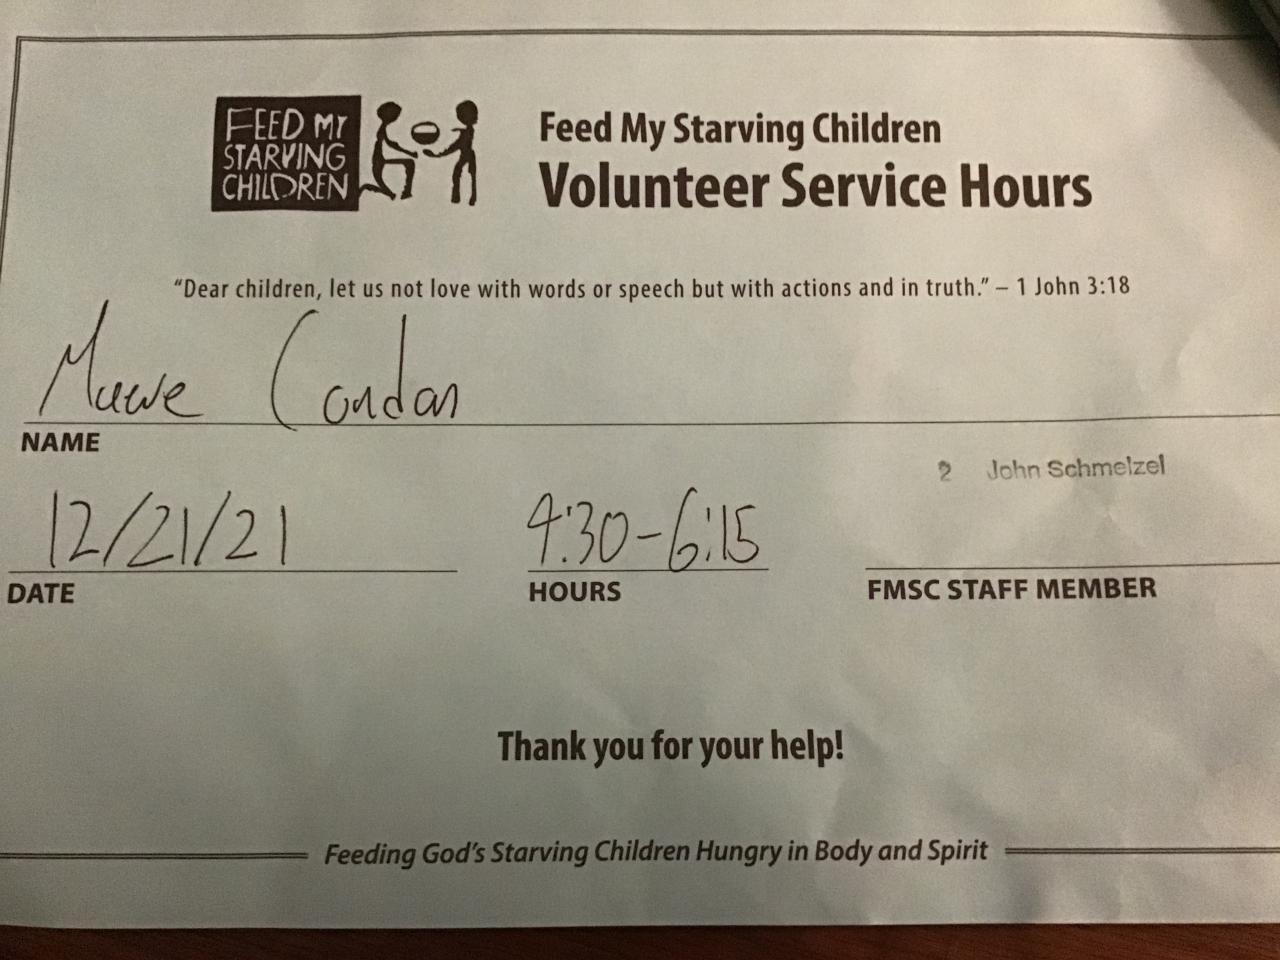 FEED MY
STARVING
CHILDREN
Feed My Starving Children
Volunteer Service Hours
“Dear children, let us not love with words or speech but with actions and in truth.” – 1 John 3:18
NAME
2 John Schmelzel
12/21/21 4:30-6:15
DATE HOURS FMSC STAFF MEMBER
Thank you for your help!
Feeding God's Starving Children Hungry in Body and Spirit